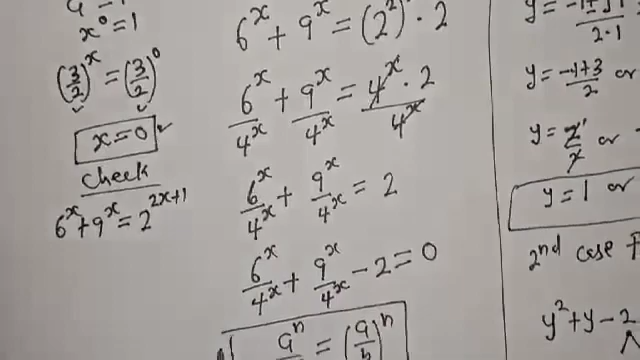 x⁰ = 1
(3/2)^x = (3/2)^0
x = 0
check
6^x + 9^x = 2^(2x+1)
6^x + 9^x = (2²)^x · 2
6^x/4^x + 9^x/4^x = 4^x · 2/4^x
6^x/4^x + 9^x/4^x = 2
6^x/4^x + 9^x/4^x − 2 = 0
= (a/b)^n
2·1
y = −1+3/2 or
y = 2/2 or
y = 1 or
2nd case
y² + y − 2